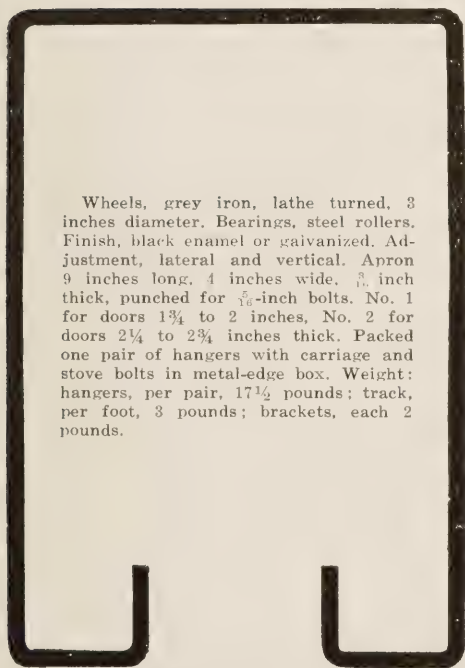 Wheels, grey iron, lathe turned, 3
inches diameter. Bearings, steel rollers.
Finish, black enamel or galvanized. Ad-
justment, lateral and vertical. Apron
9 inches long, 4 inches wide, 3/16 inch
thick, punched for 5/16-inch bolts. No. 1
for doors 1¾ to 2 inches, No. 2 for
doors 2¼ to 2¾ inches thick. Packed
one pair of hangers with carriage and
stove bolts in metal-edge box. Weight:
hangers, per pair, 17½ pounds; track,
per foot, 3 pounds; brackets, each 2
pounds.